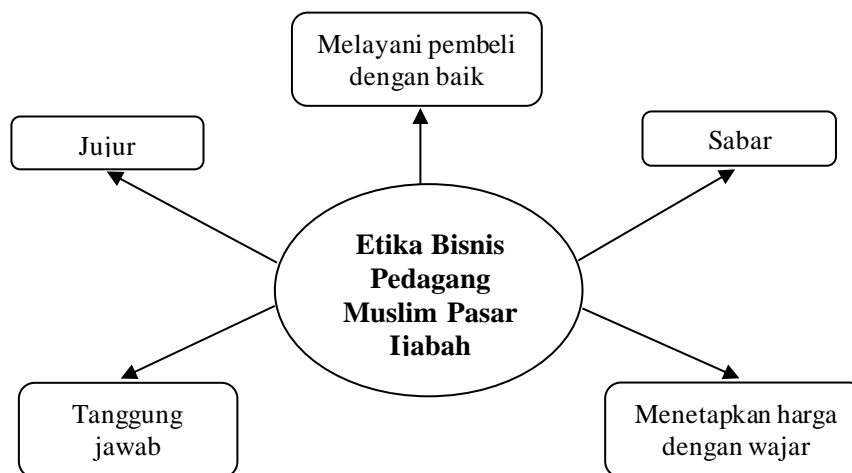 Melayani pembeli
dengan baik
Jujur
Sabar
Etika Bisnis
Pedagang
Muslim Pasar
Ijabah
Tanggung
jawab
Menetapkan harga
dengan wajar